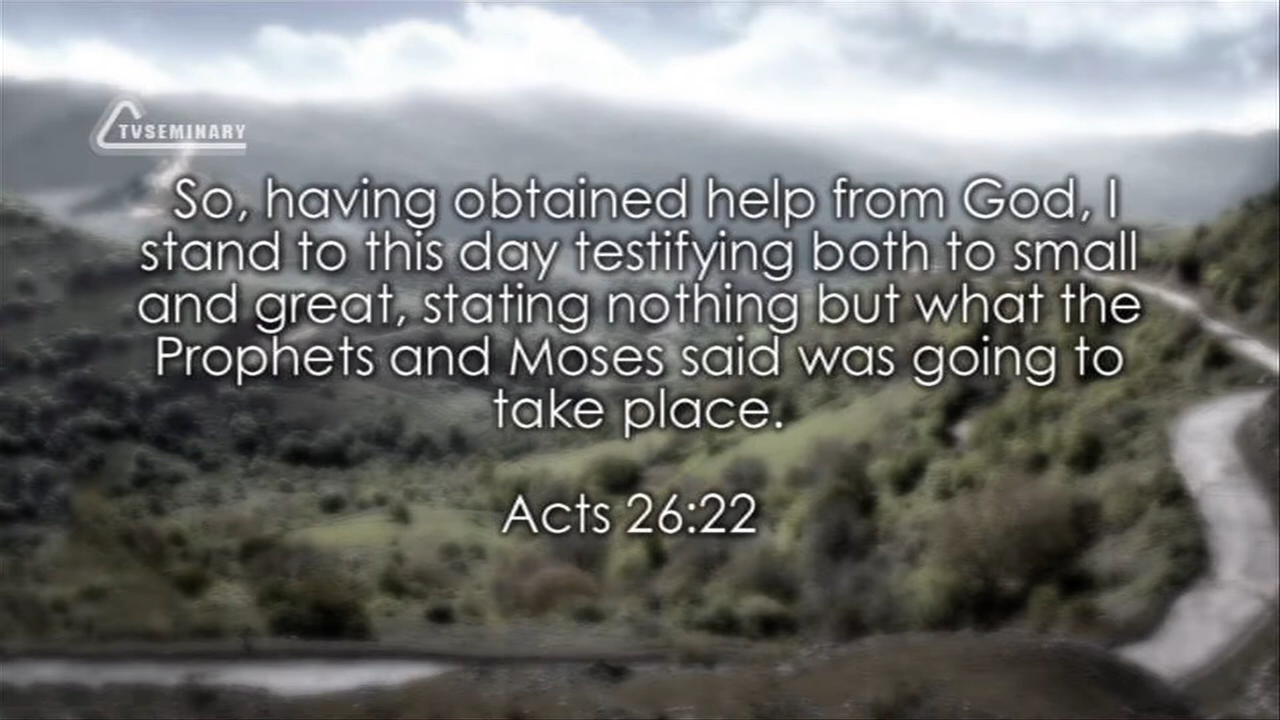 TVSEMINARY
So, having obtained help from God, I
stand to this day testifying both to small
and great, stating nothing but what the
Prophets and Moses said was going to
take place.
Acts 26:22